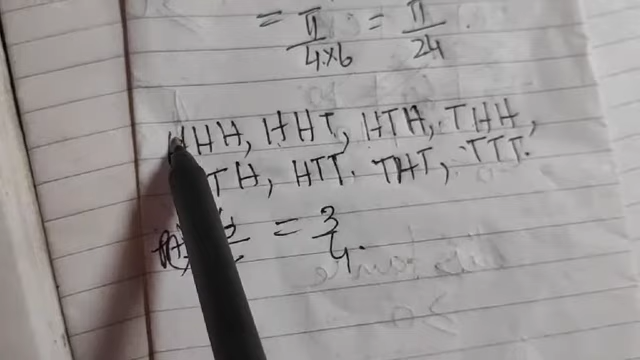 = π/4×6 = π/24.
HHH, HHT, HTH, THH,
TH, HTT. THT, TTT.
= 3/4.